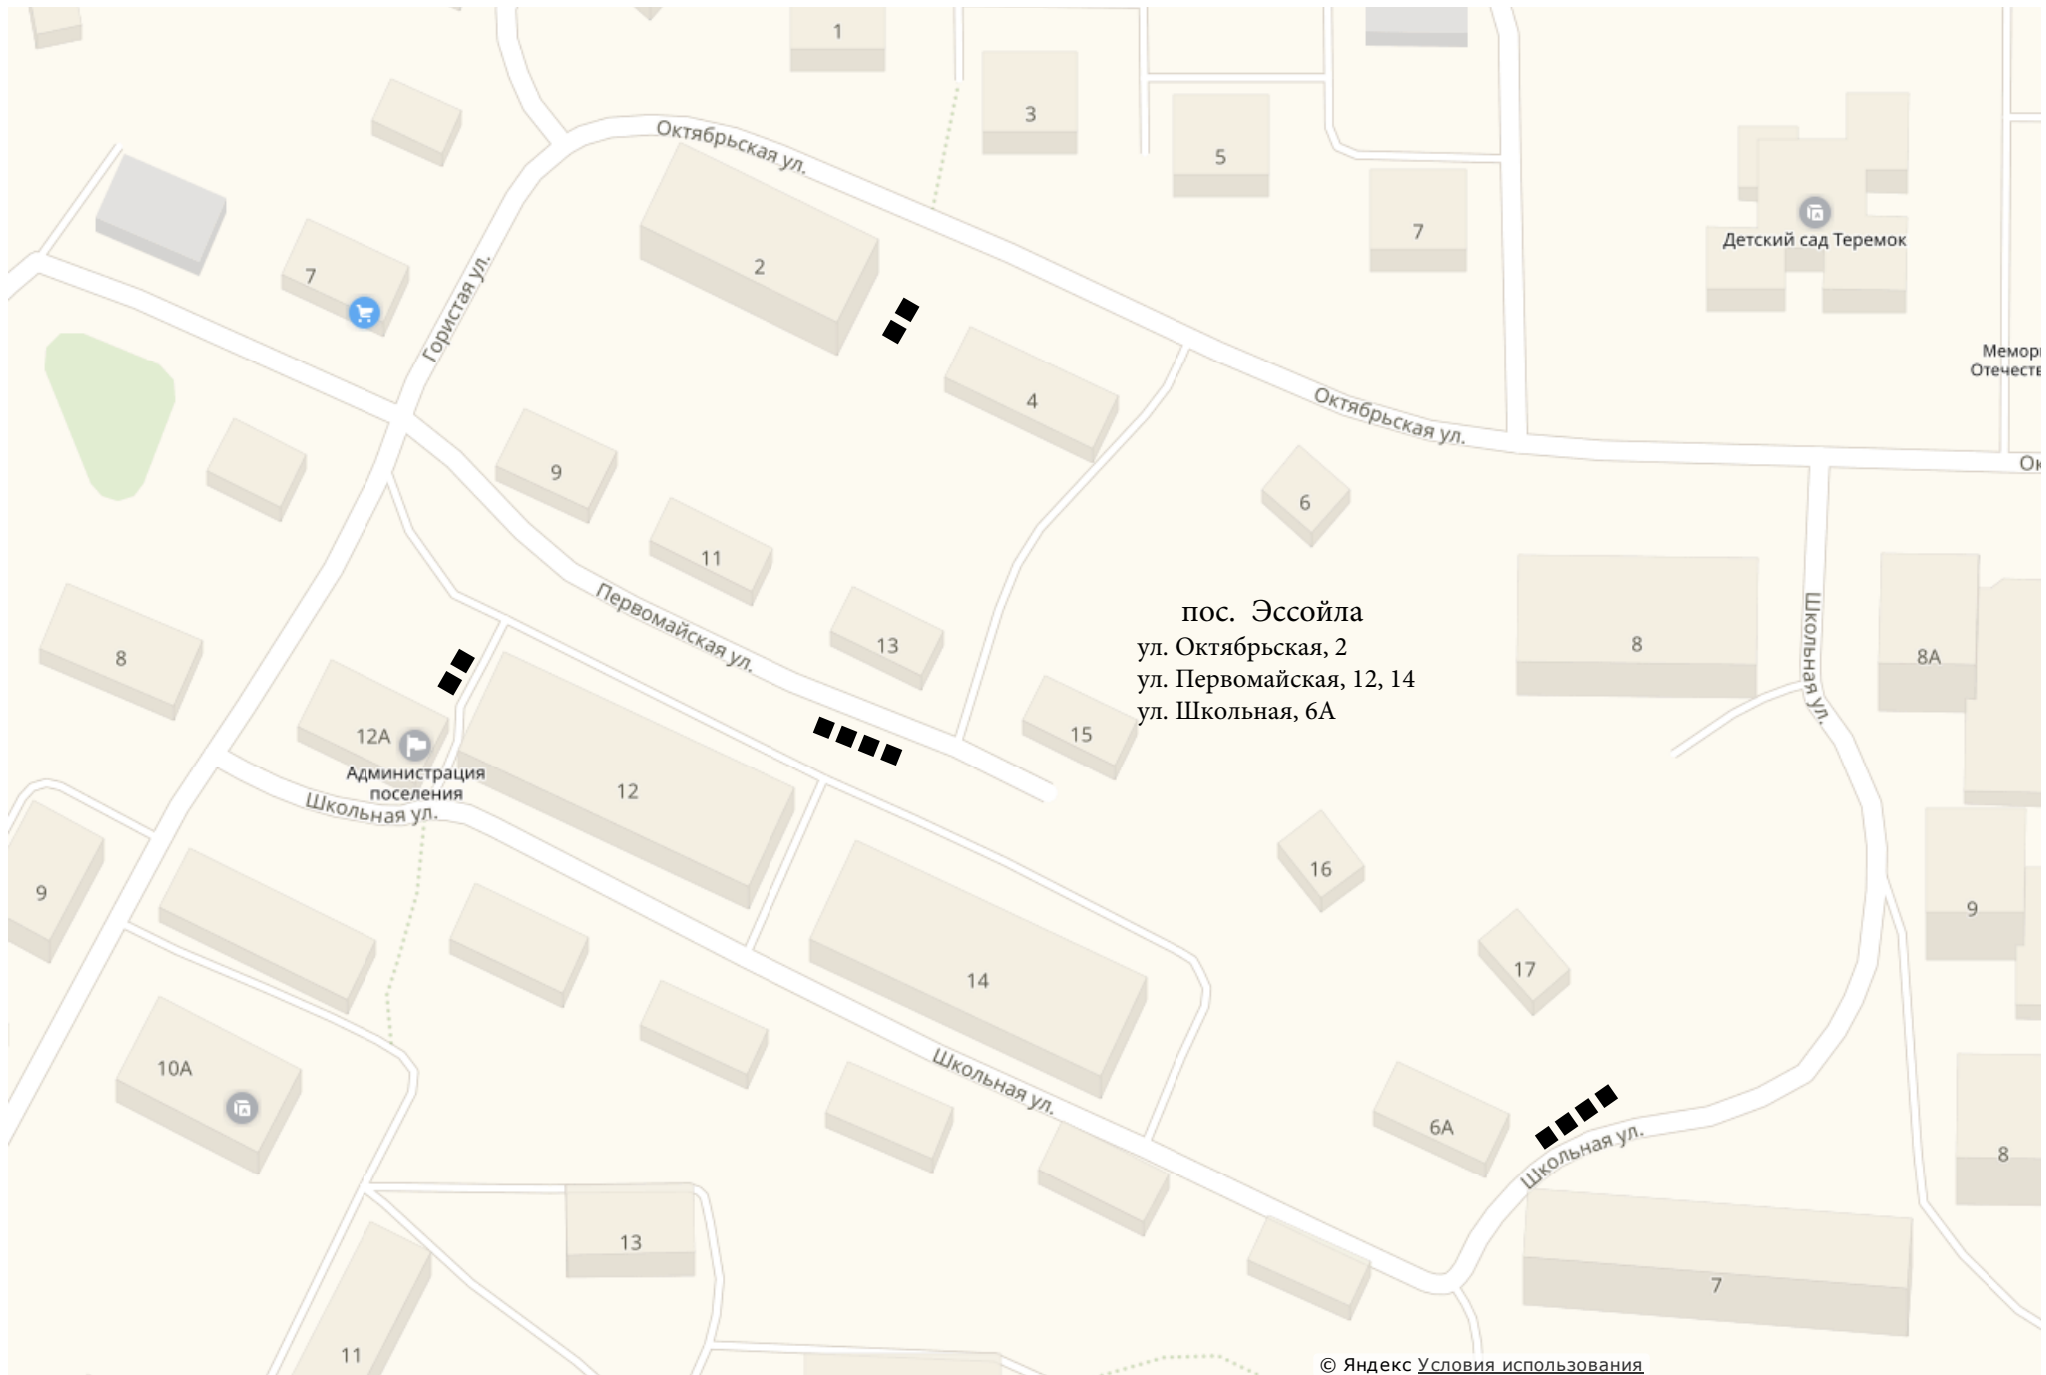 1
Октябрьская ул.
3
5
7
Детский сад Теремок
7
Гористая ул.
2
4
Октябрьская ул.
9
6
11
13
Первомайская ул.
8
12А
Администрация
поселения
12
Школьная ул.
пос. Эссойла
ул. Октябрьская, 2
ул. Первомайская, 12, 14
ул. Школьная, 6А
15
8
Школьная ул.
8А
9
16
17
9
14
10А
Школьная ул.
6А
Школьная ул.
8
13
7
11
© Яндекс Условия использования